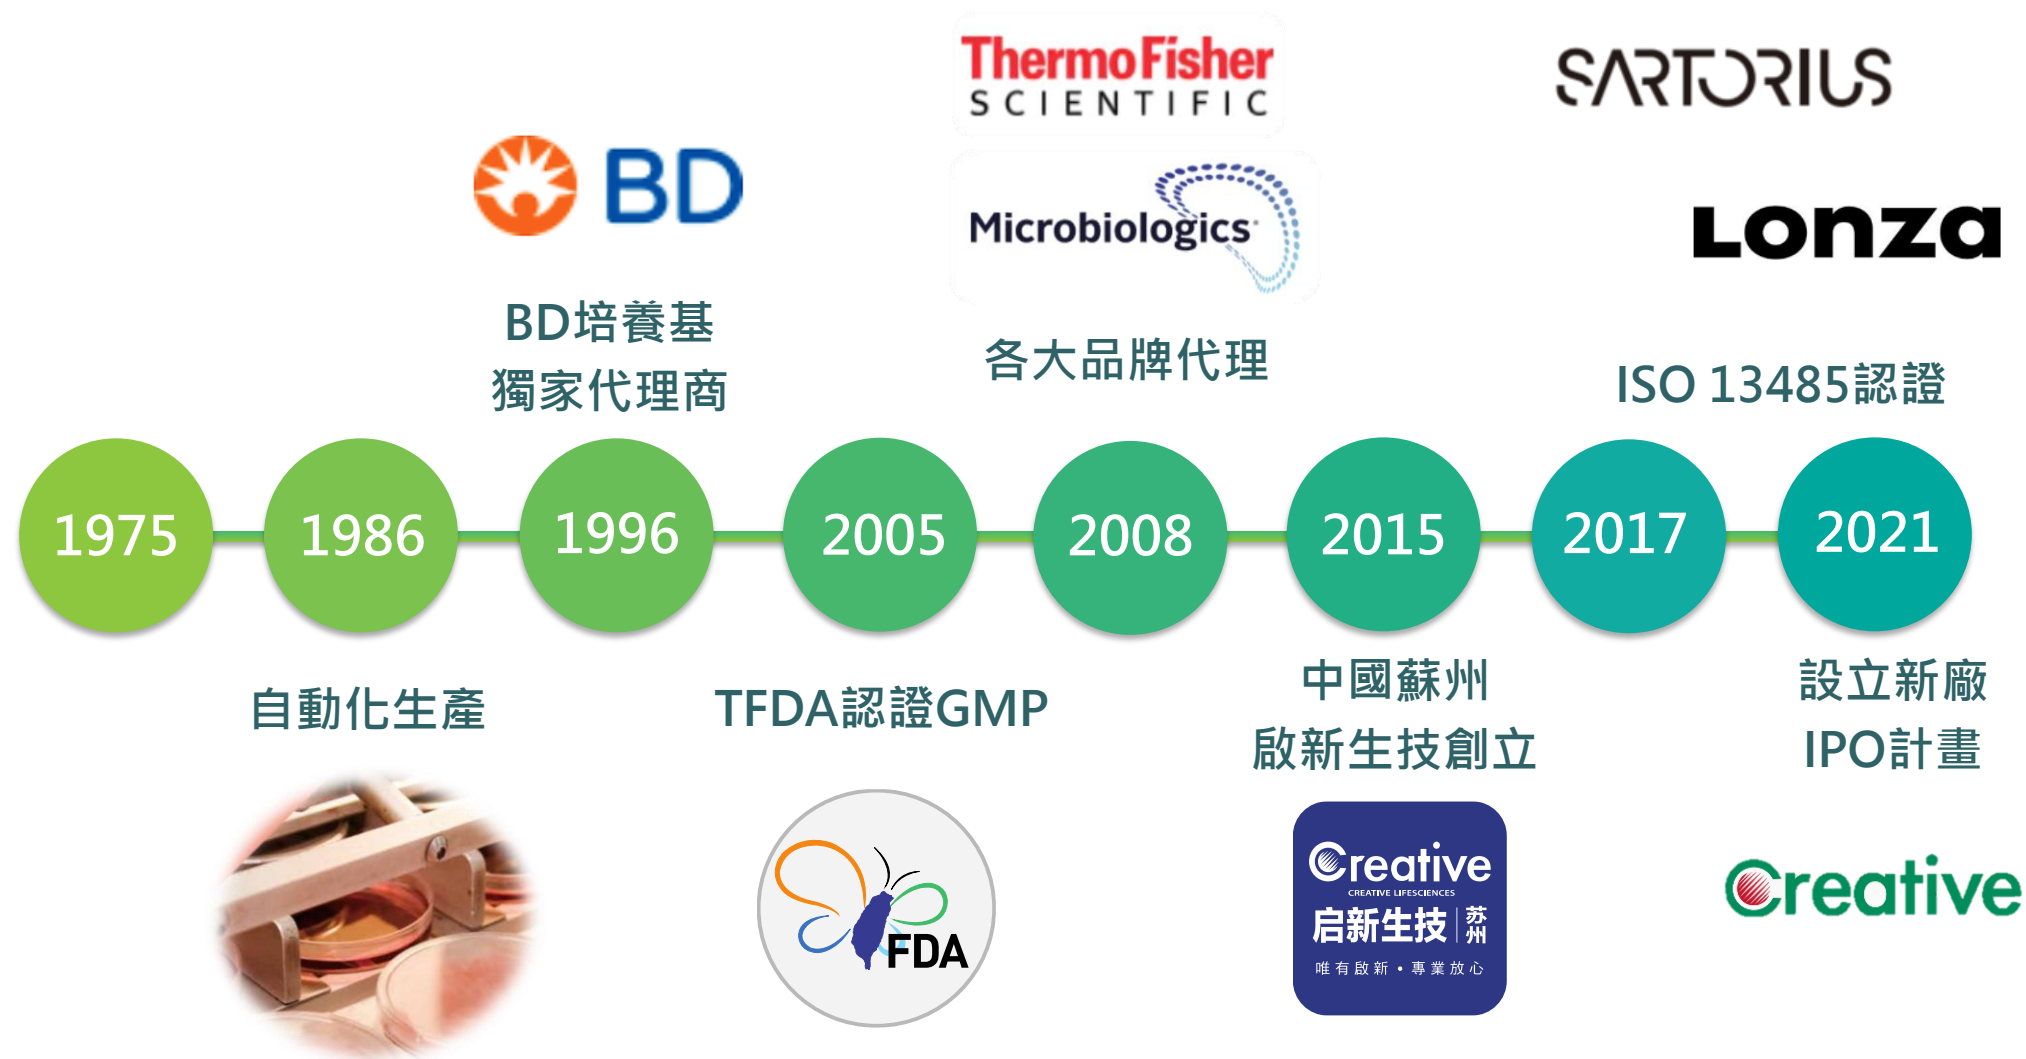 ThermoFisher
SCIENTIFIC
SARTORIUS
BD
Microbiologics
Lonza
BD培養基
獨家代理商
各大品牌代理
ISO 13485認證
1975
1986
1996
2005
2008
2015
2017
2021
自動化生產
TFDA認證GMP
中國蘇州
啟新生技創立
設立新廠
IPO計畫
FDA
Creative
CREATIVE LIFESCIENCES
启新生技 苏州
唯有啟新•專業放心
Creative